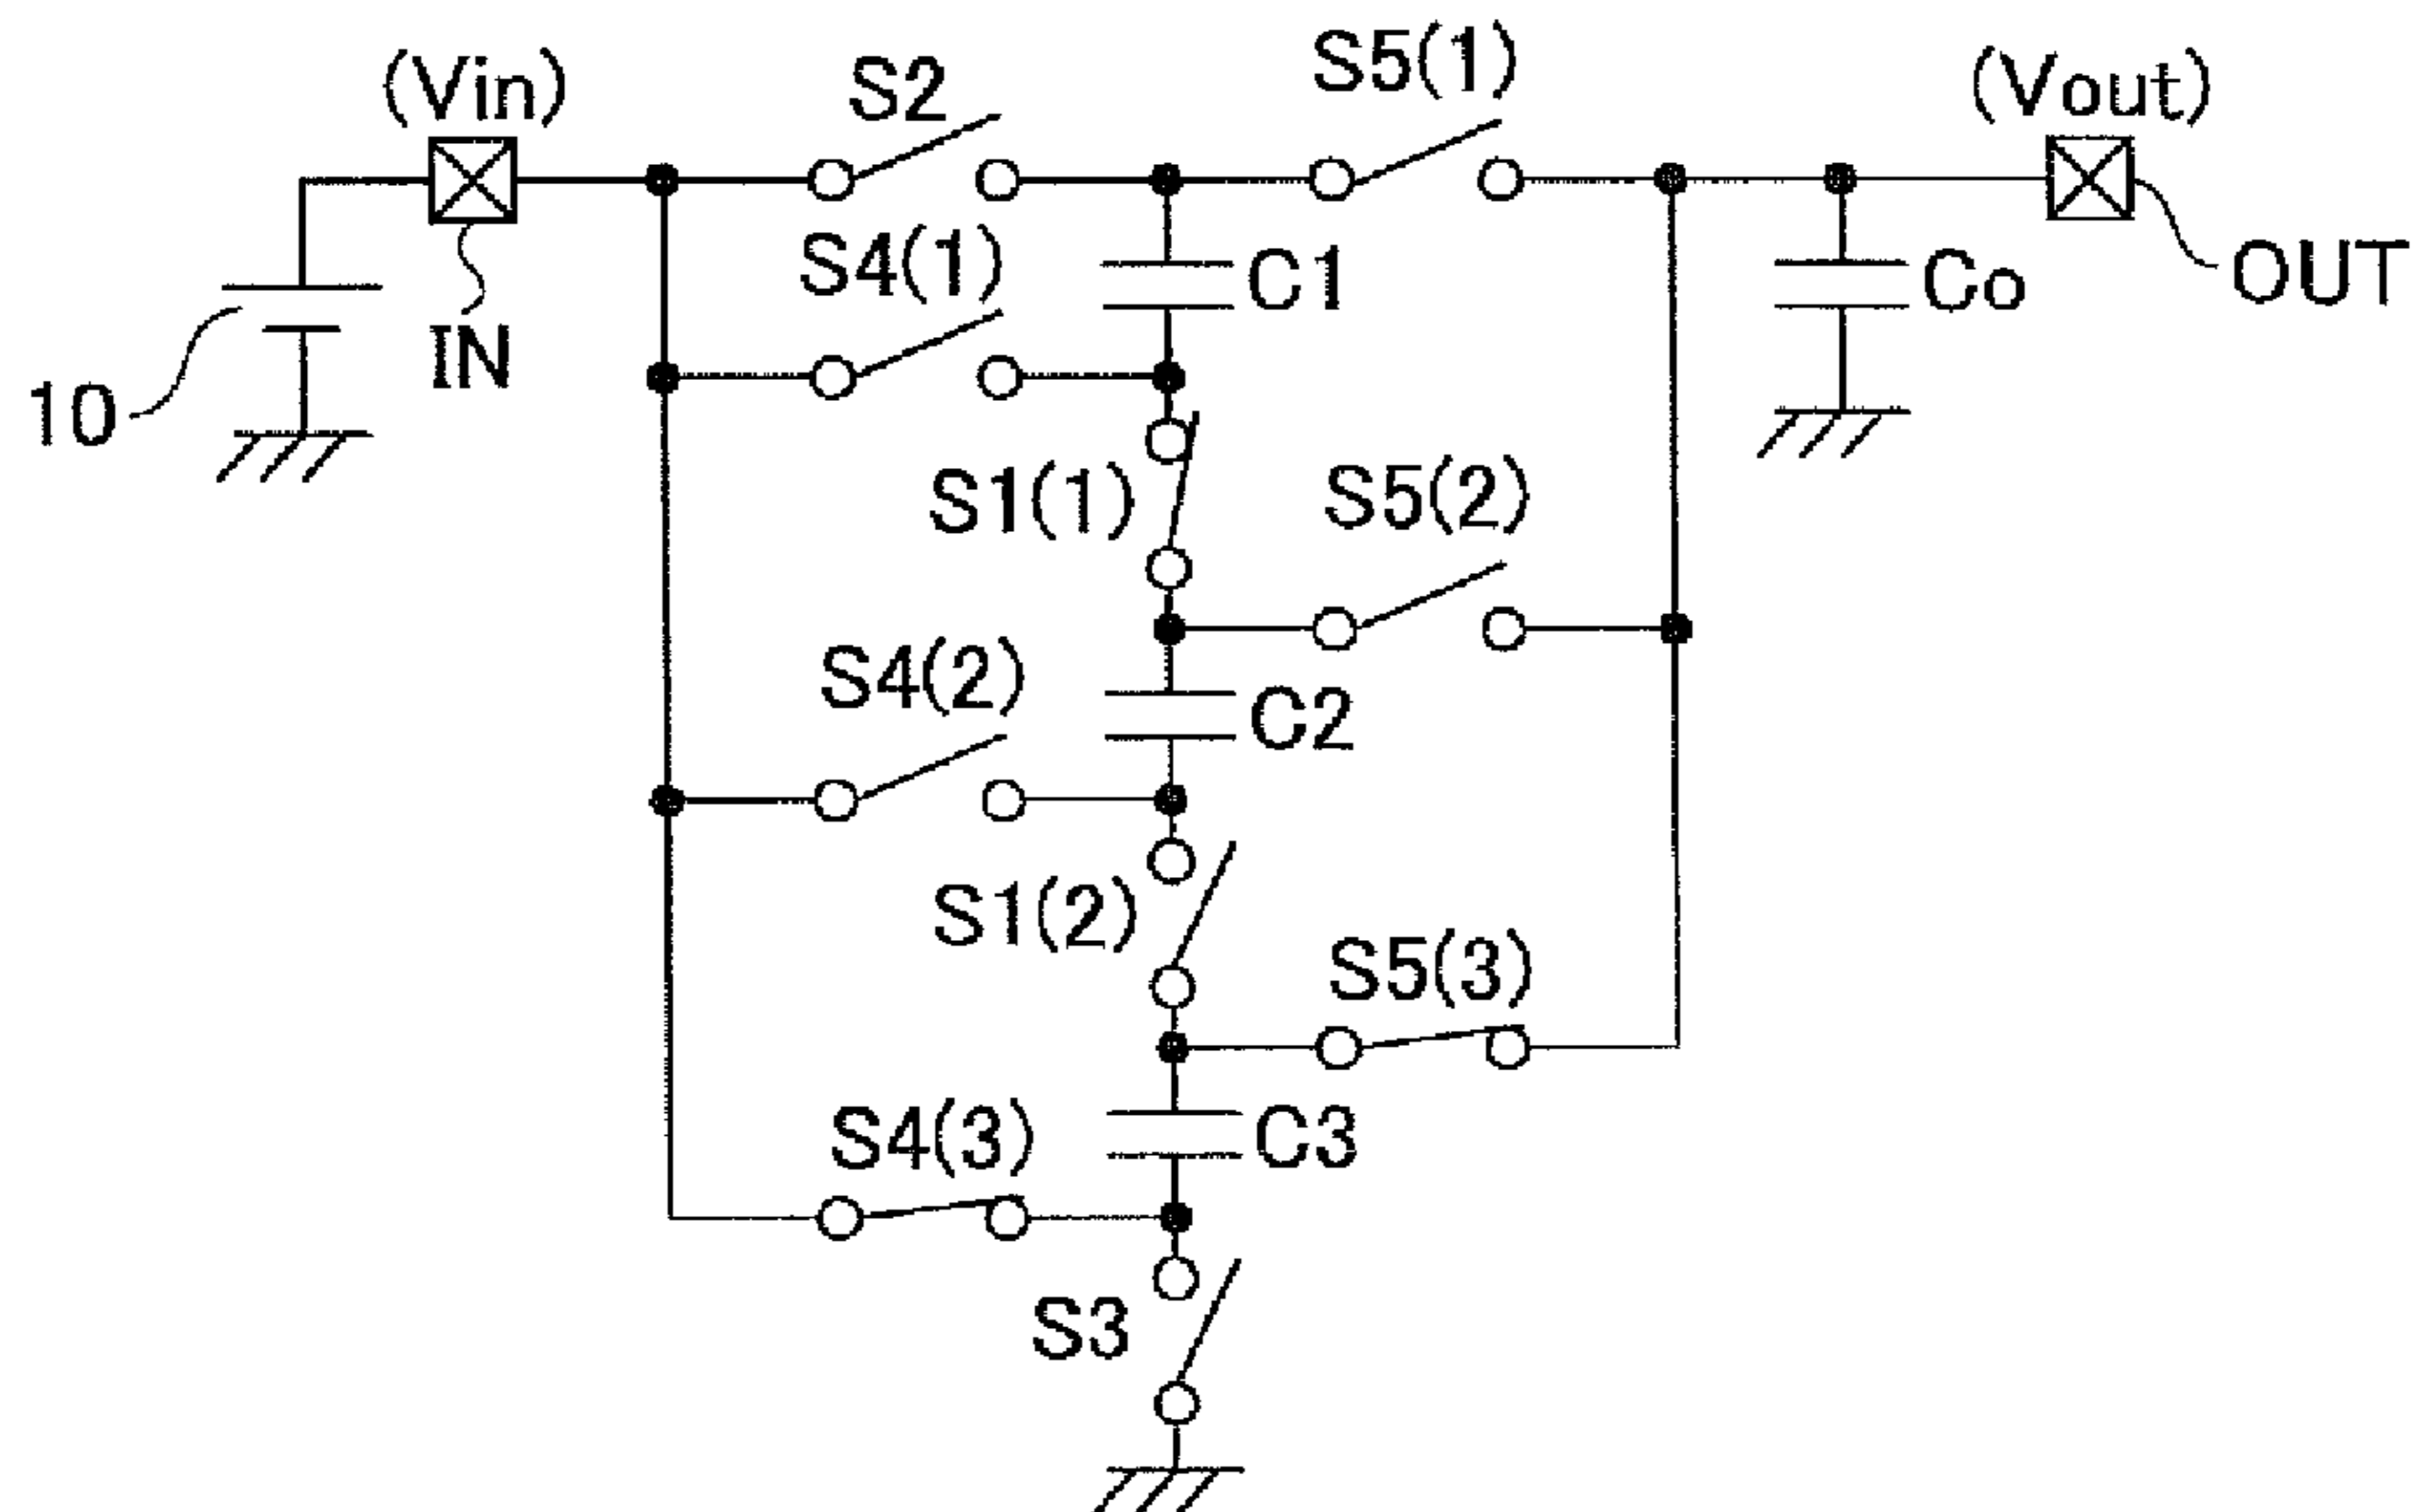 S5(1)
(Vin)
S2
(Vout)
S4(1)
C1
Co
OUT
IN
10
S1(1)
S5(2)
S4(2)
C2
S1(2)
S5(3)
S4(3)
C3
S3